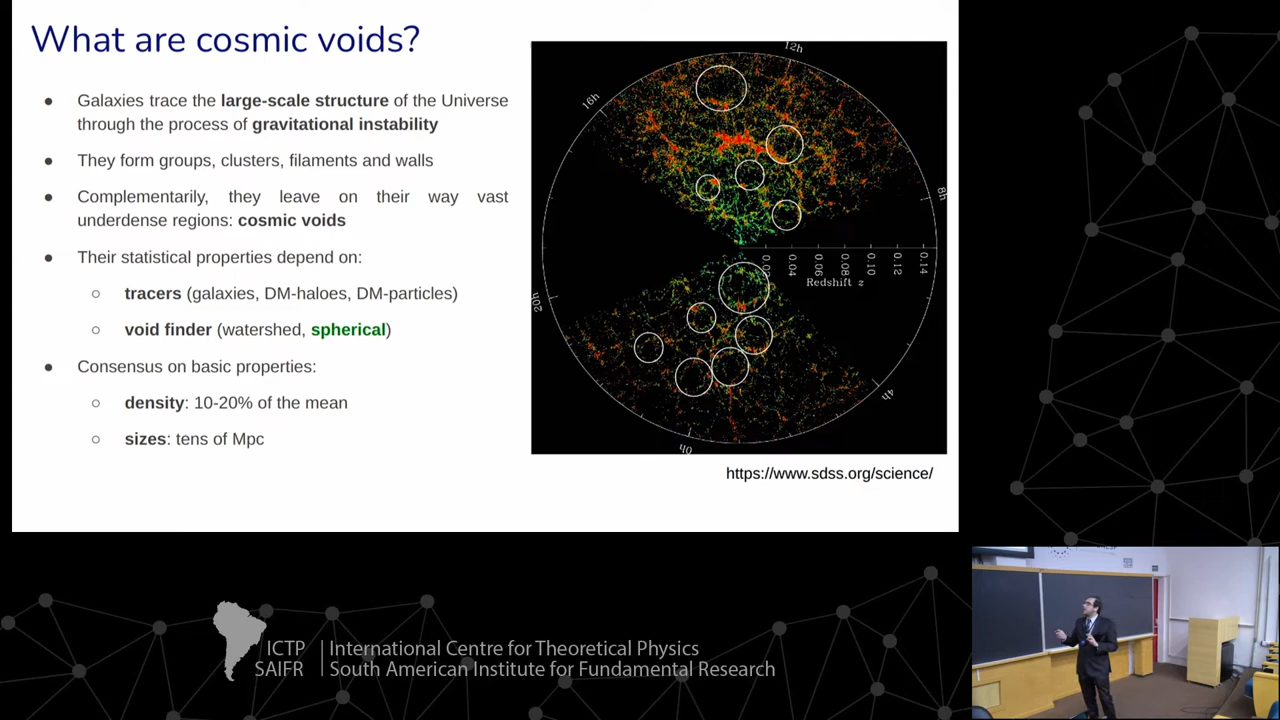 What are cosmic voids?
● Galaxies trace the large-scale structure of the Universe
through the process of gravitational instability
● They form groups, clusters, filaments and walls
● Complementarily, they leave on their way vast
underdense regions: cosmic voids
● Their statistical properties depend on:
○ tracers (galaxies, DM-haloes, DM-particles)
○ void finder (watershed, spherical)
● Consensus on basic properties:
○ density: 10-20% of the mean
○ sizes: tens of Mpc
12h
16h
8h
20h
4h
0h
0.04
0.06
0.08
0.10
0.12
0.14
Redshift z
https://www.sdss.org/science/
ICTP
SAIFR
International Centre for Theoretical Physics
South American Institute for Fundamental Research